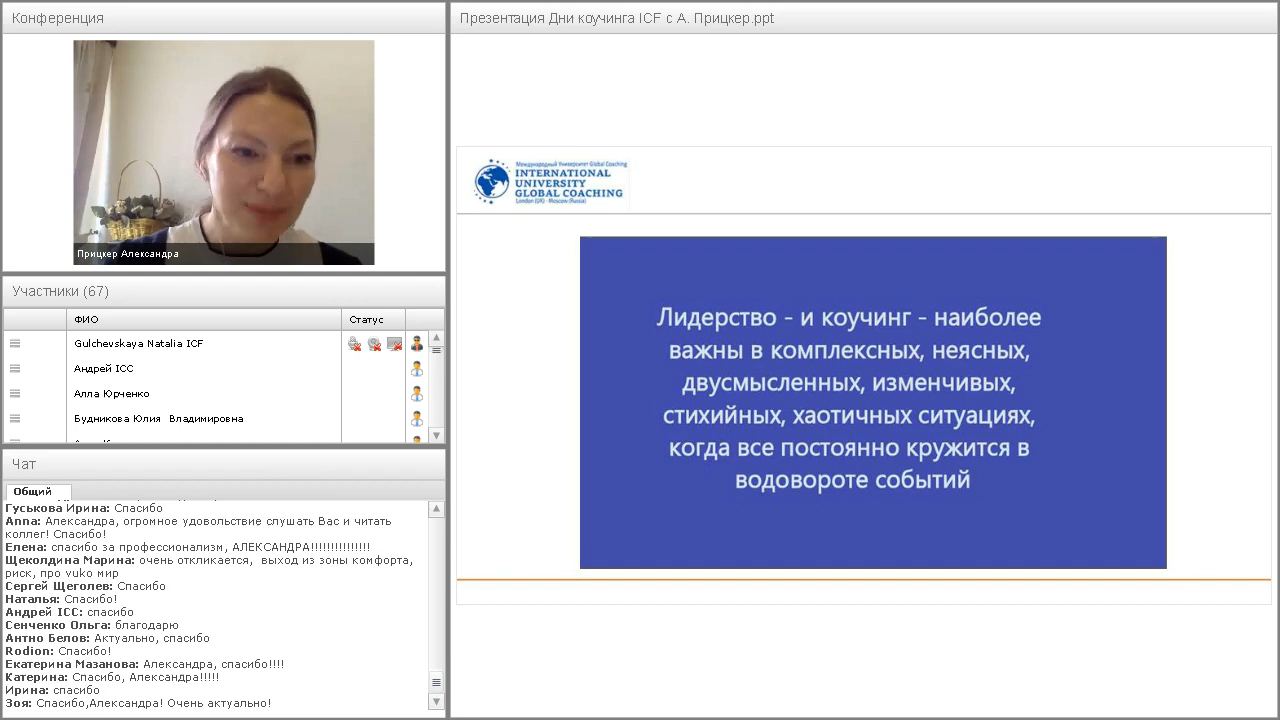 Конференция
Прицкер Александра
Участники (67)
ФИО
Статус
Gulchevskaya Natalia ICF
Андрей ICC
Алла Юрченко
Будникова Юлия Владимировна
Чат
Общий
Гуськова Ирина: Спасибо
Anna: Александра, огромное удовольствие слушать Вас и читать
коллег! Спасибо!
Елена: спасибо за профессионализм, АЛЕКСАНДРА!!!!!!!!!!!!!!!
Щеколдина Марина: очень откликается, выход из зоны комфорта,
риск, про vuko мир
Сергей Щеголев: Спасибо
Наталья: Спасибо!
Андрей ICC: спасибо
Сенченко Ольга: благодарю
Антно Белов: Актуально, спасибо
Rodion: Спасибо!
Екатерина Мазанова: Александра, спасибо!!!!
Катерина: Спасибо, Александра!!!!!
Ирина: спасибо
Зоя: Спасибо,Александра! Очень актуально!
Презентация Дни коучинга ICF с А. Прицкер.ppt
Международный Университет Global Coaching
INTERNATIONAL
UNIVERSITY
GLOBAL COACHING
London (UK) - Moscow (Russia)
Лидерство - и коучинг - наиболее
важны в комплексных, неясных,
двусмысленных, изменчивых,
стихийных, хаотичных ситуациях,
когда все постоянно кружится в
водовороте событий